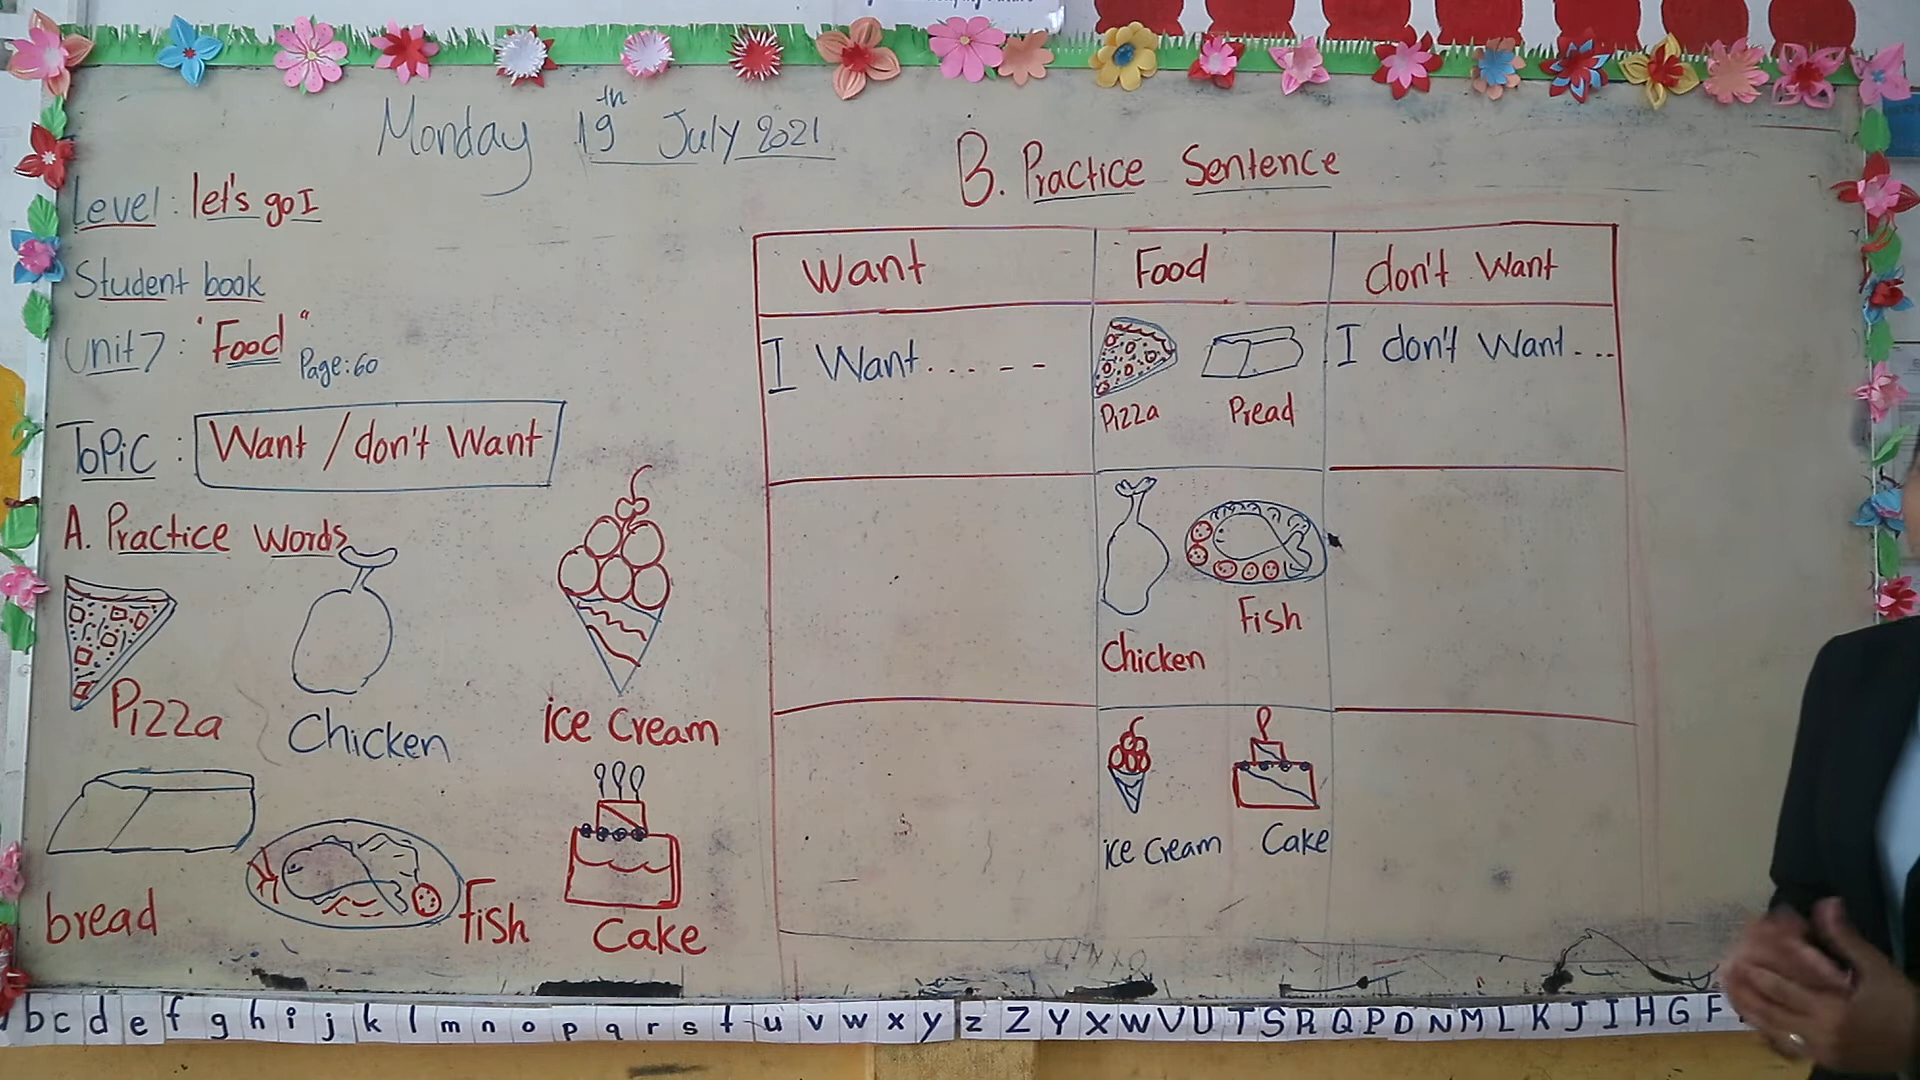 Monday 19th July 2021
Level: let's go I
Student book
Unit 7: "Food" Page: 60
Topic: Want / don't Want
A. Practice Words
Pizza
Chicken
ice cream
bread
fish
Cake
B. Practice Sentence
Want Food don't Want
I Want..... - - I don't Want...
Pizza Pread
Chicken Fish
ice cream Cake
b c d e f g h i j k l m n o p q r s t u v w x y z Z Y X W V U T S R Q P O N M L K J I H G F